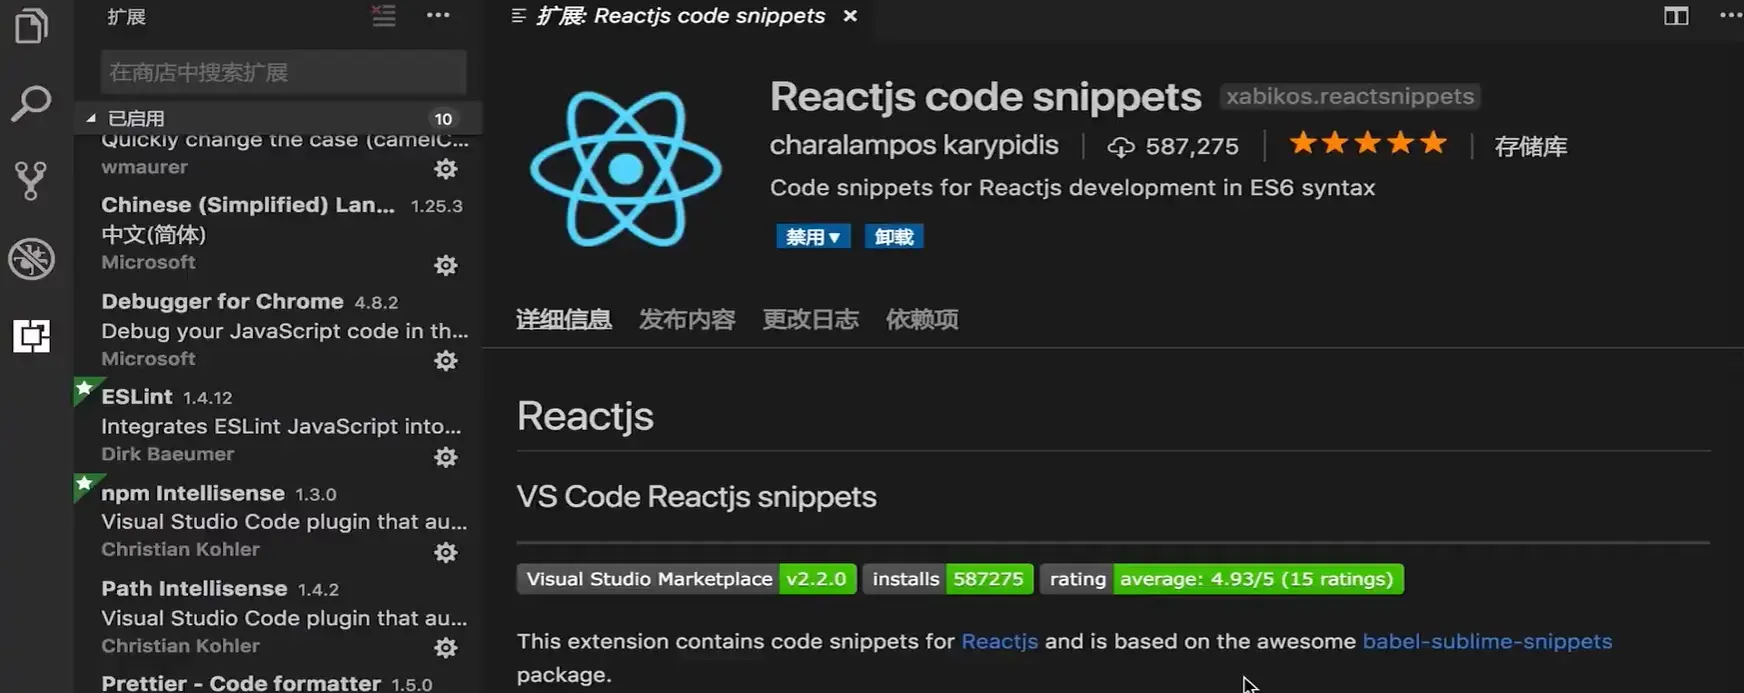 扩展
在商店中搜索扩展
已启用 10
Quickly change the case (camelC...
wmaurer
Chinese (Simplified) Lan... 1.25.3
中文(简体)
Microsoft
Debugger for Chrome 4.8.2
Debug your JavaScript code in th...
Microsoft
ESLint 1.4.12
Integrates ESLint JavaScript into...
Dirk Baeumer
npm Intellisense 1.3.0
Visual Studio Code plugin that au...
Christian Kohler
Path Intellisense 1.4.2
Visual Studio Code plugin that au...
Christian Kohler
Prettier - Code formatter 1.5.0
扩展: Reactjs code snippets
Reactjs code snippets xabikos.reactsnippets
charalampos karypidis 587,275 存储库
Code snippets for Reactjs development in ES6 syntax
禁用 卸载
详细信息 发布内容 更改日志 依赖项
Reactjs
VS Code Reactjs snippets
Visual Studio Marketplace v2.2.0 installs 587275 rating average: 4.93/5 (15 ratings)
This extension contains code snippets for Reactjs and is based on the awesome babel-sublime-snippets
package.